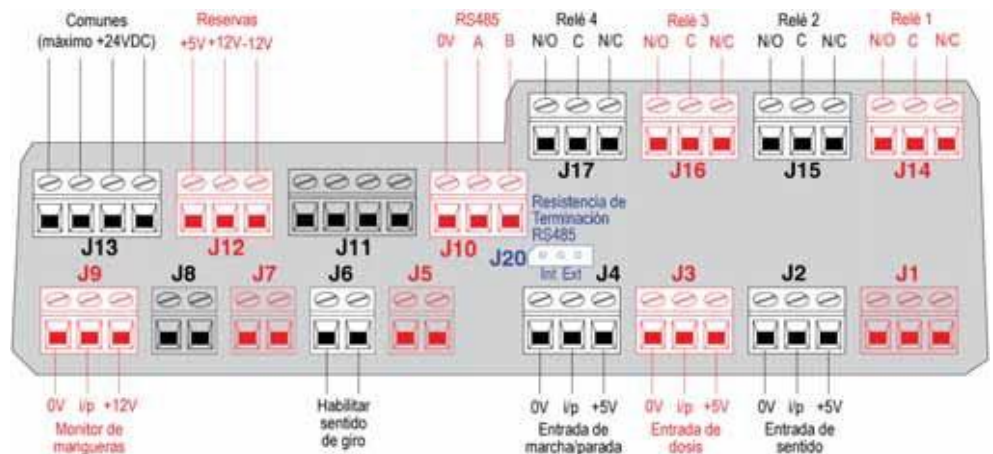 Comunes
(máximo +24VDC)
Reservas
+5V +12V -12V
RS485
0V A B
Relé 4
N/O C N/C
Relé 3
N/O C N/C
Relé 2
N/O C N/C
Relé 1
N/O C N/C
J17
J16
J15
J14
J13
J12
J11
J10
Resistencia de
Terminación
RS485
J20
Int Ext
J9
J8
J7
J6
J5
J4
J3
J2
J1
0V i/p +12V
Monitor de
mangueras
Habilitar
sentido
de giro
0V i/p +5V
Entrada de
marcha/parada
0V i/p +5V
Entrada de
dosis
0V i/p +5V
Entrada de
sentido